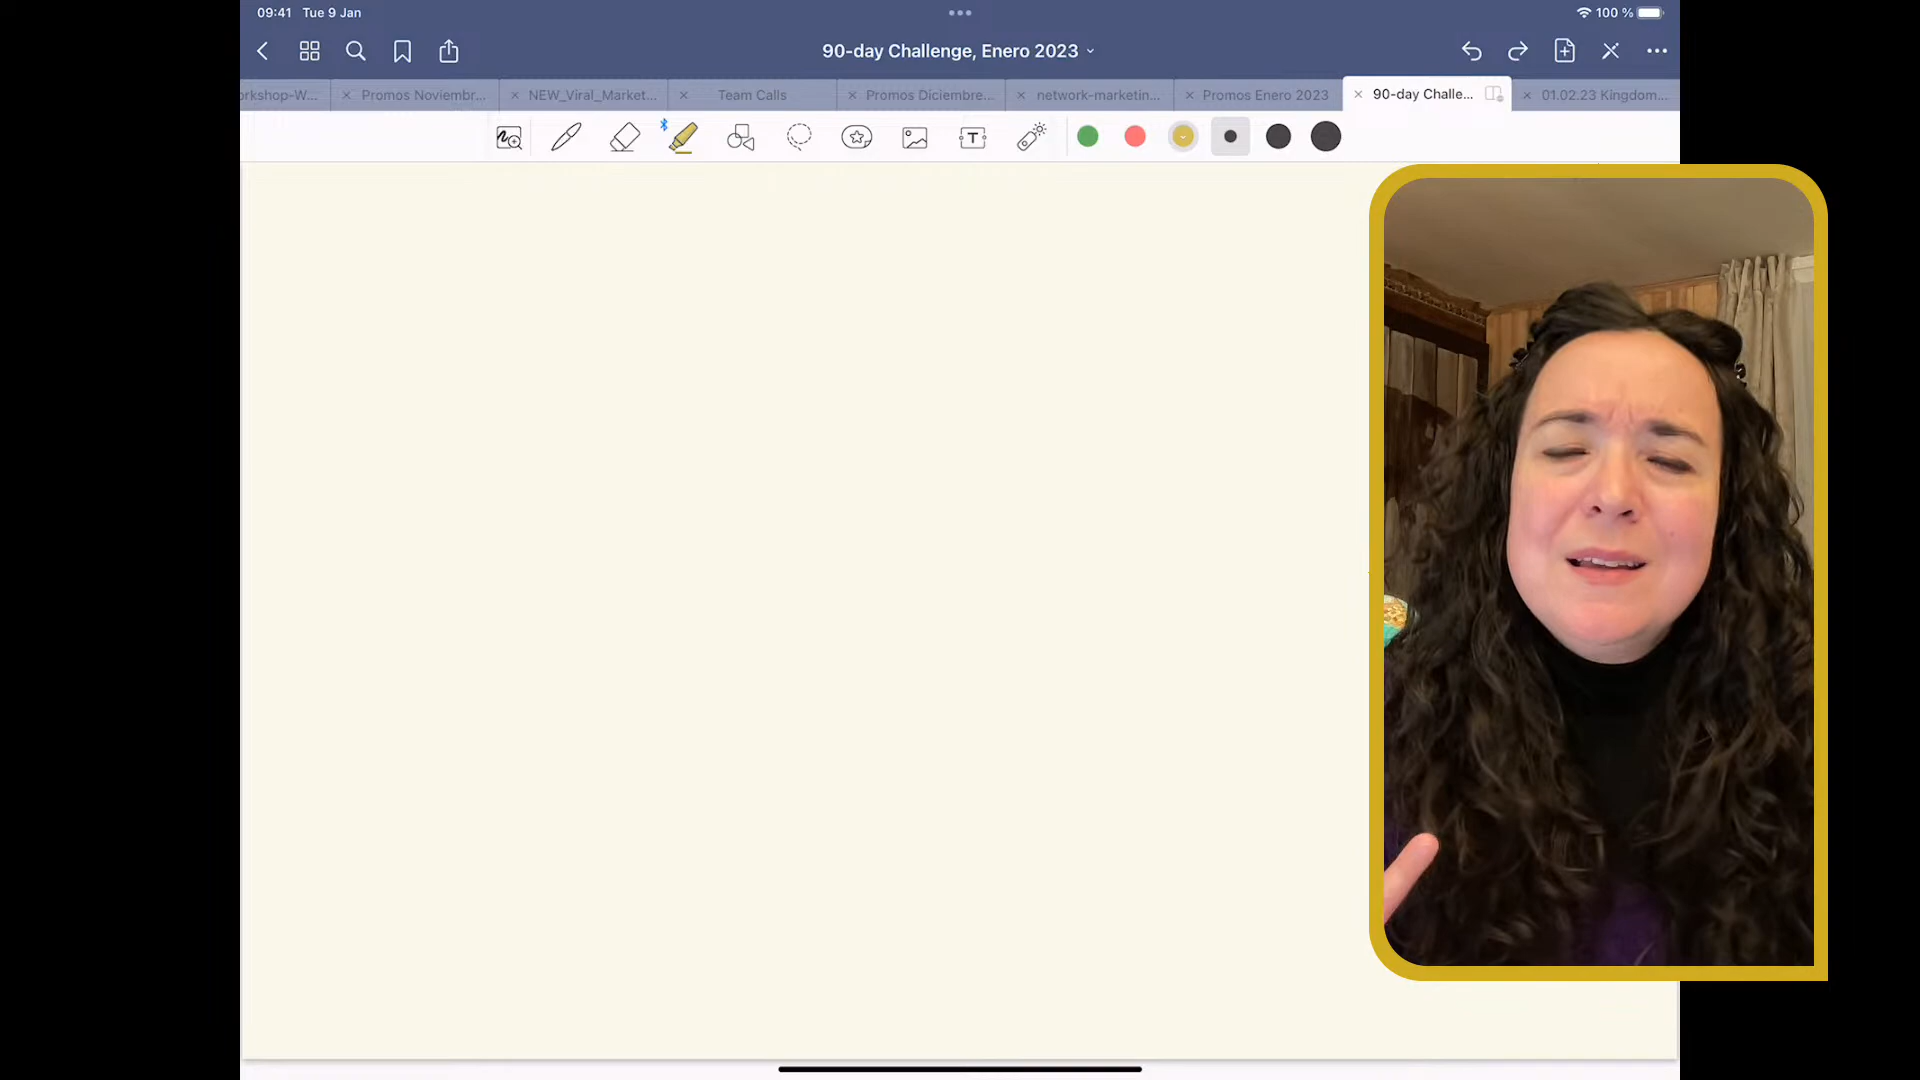 09:41 Tue 9 Jan
100 %
90-day Challenge, Enero 2023
orkshop-W...
Promos Noviembr...
NEW_Viral_Market...
Team Calls
Promos Diciembre...
network-marketin...
Promos Enero 2023
90-day Challe...
01.02.23 Kingdom...
T